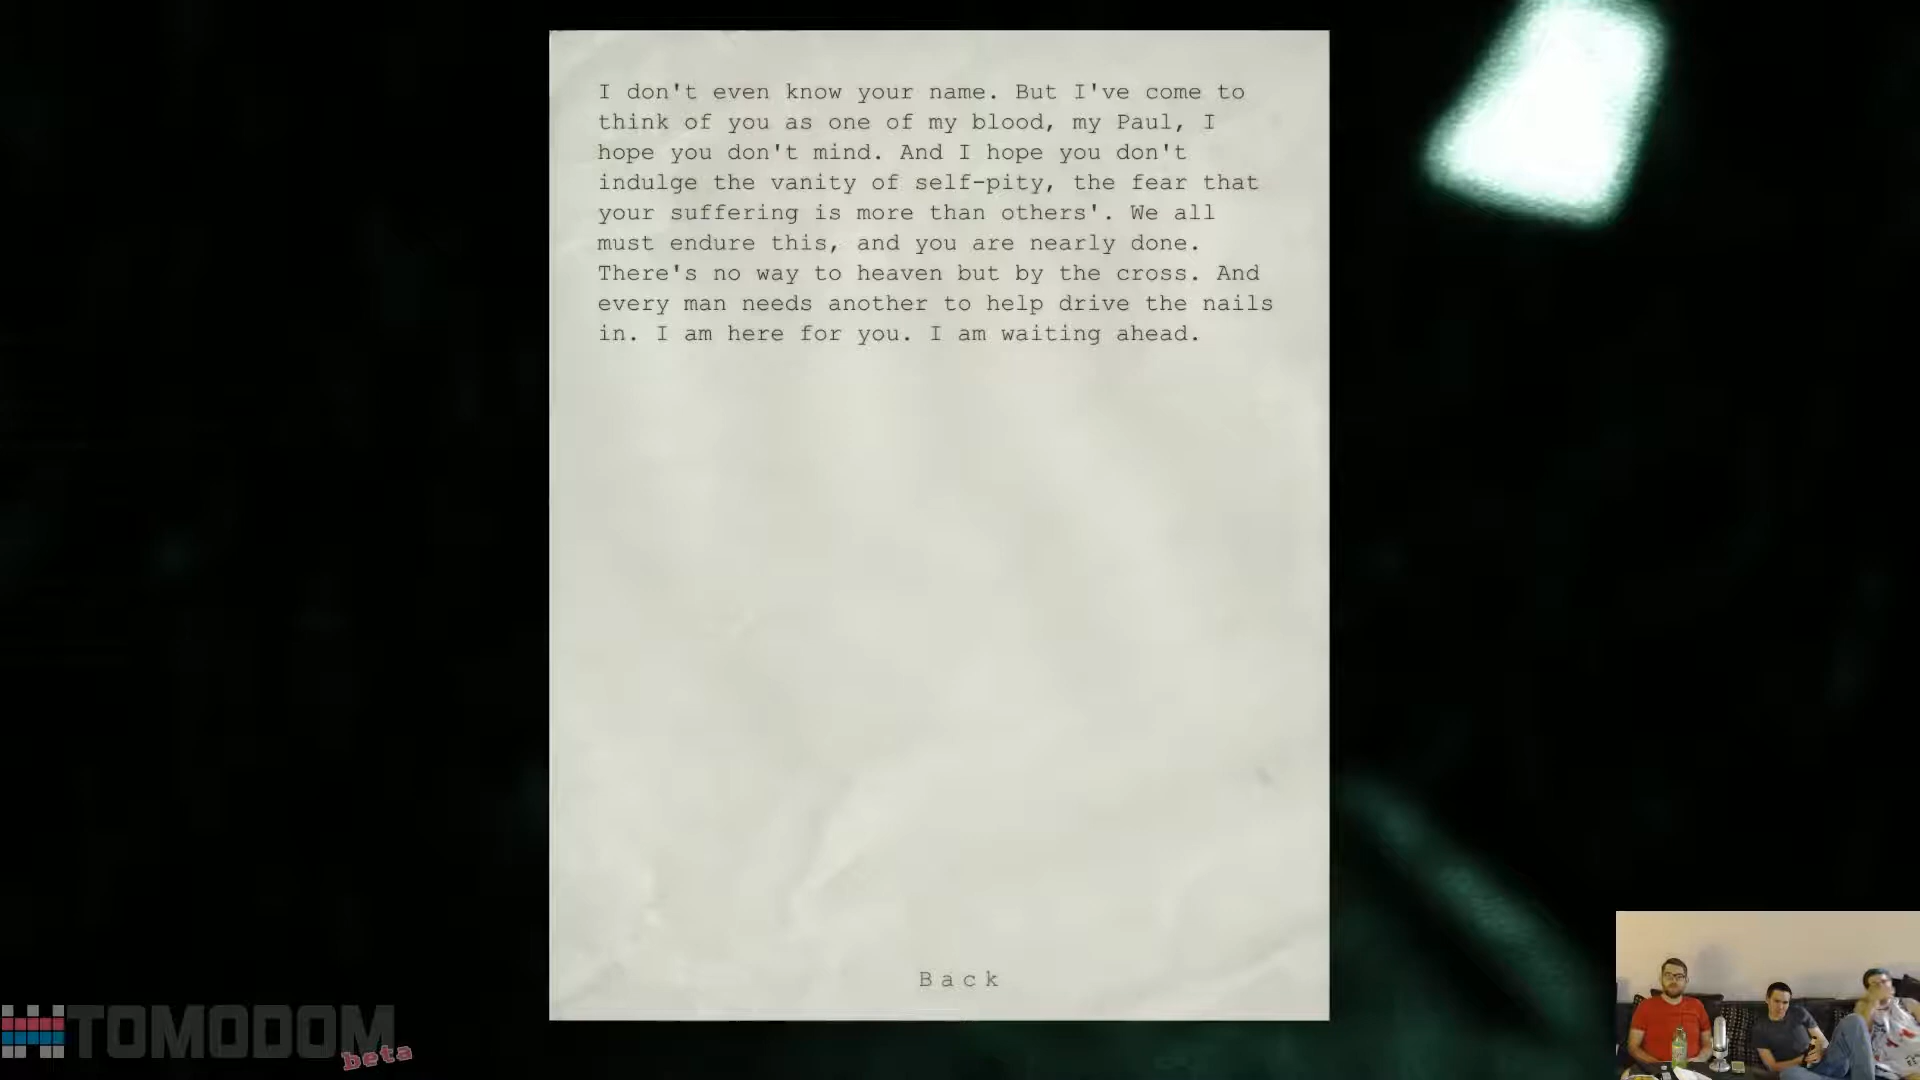 I don't even know your name. But I've come to
think of you as one of my blood, my Paul, I
hope you don't mind. And I hope you don't
indulge the vanity of self-pity, the fear that
your suffering is more than others'. We all
must endure this, and you are nearly done.
There's no way to heaven but by the cross. And
every man needs another to help drive the nails
in. I am here for you. I am waiting ahead.
Back
TOMODOM
beta